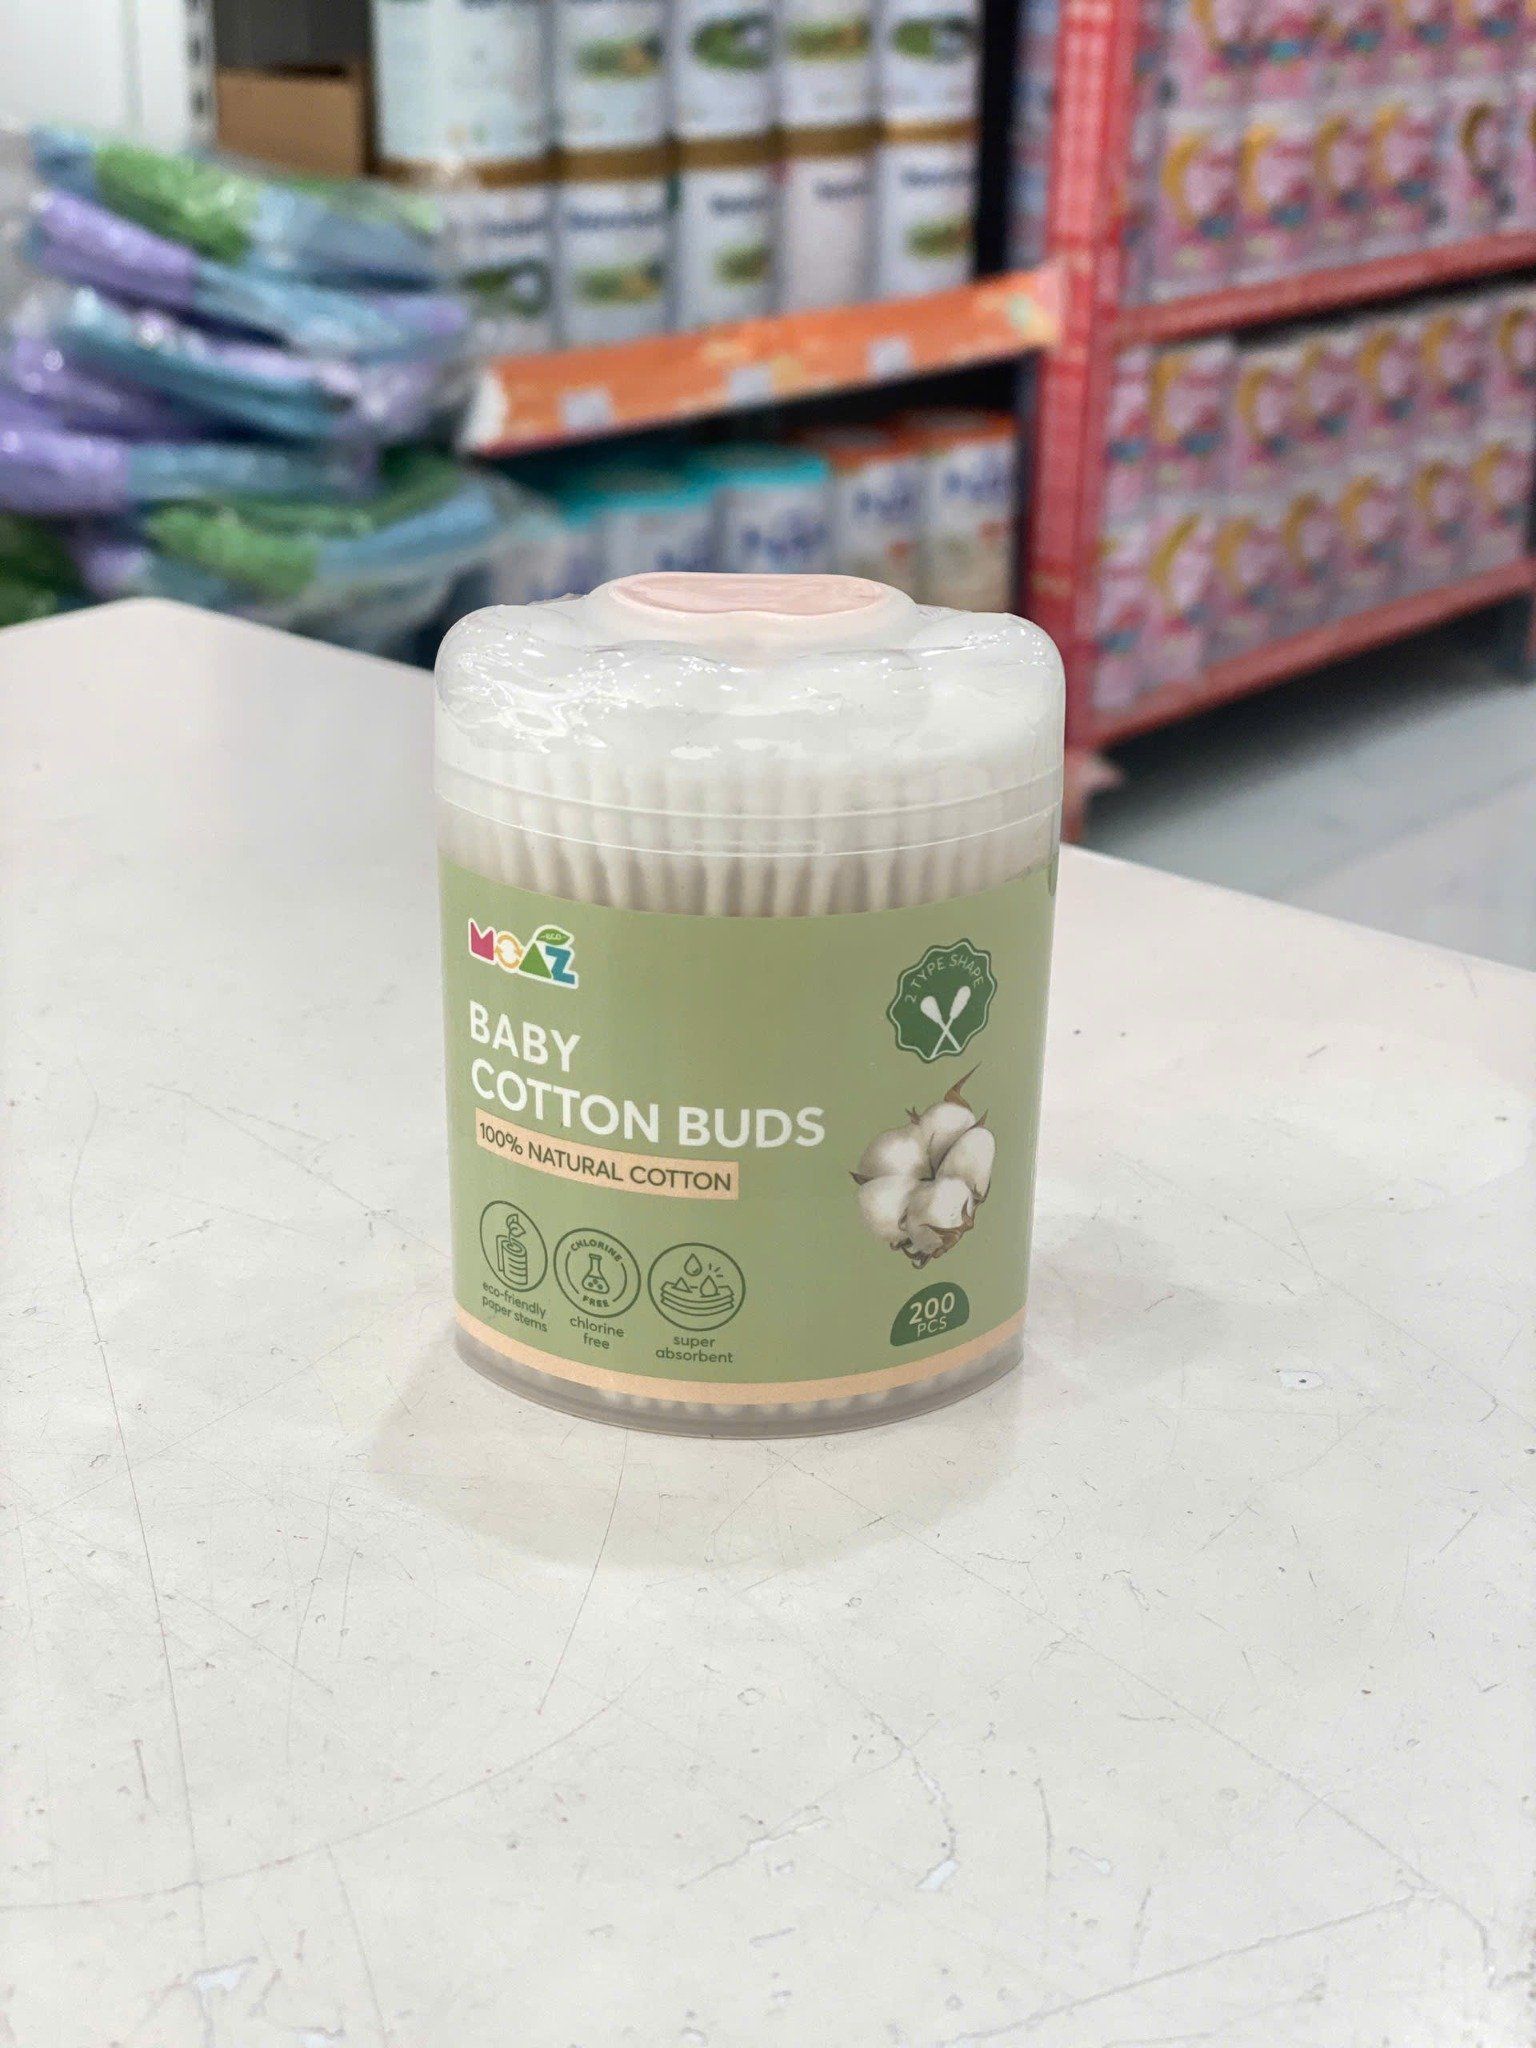 MOAZ
eco
BABY
COTTON BUDS
100% NATURAL COTTON
2 TYPE SHAPE
CHLORINE
FREE
eco-friendly
paper stems
chlorine
free
super
absorbent
200
PCS